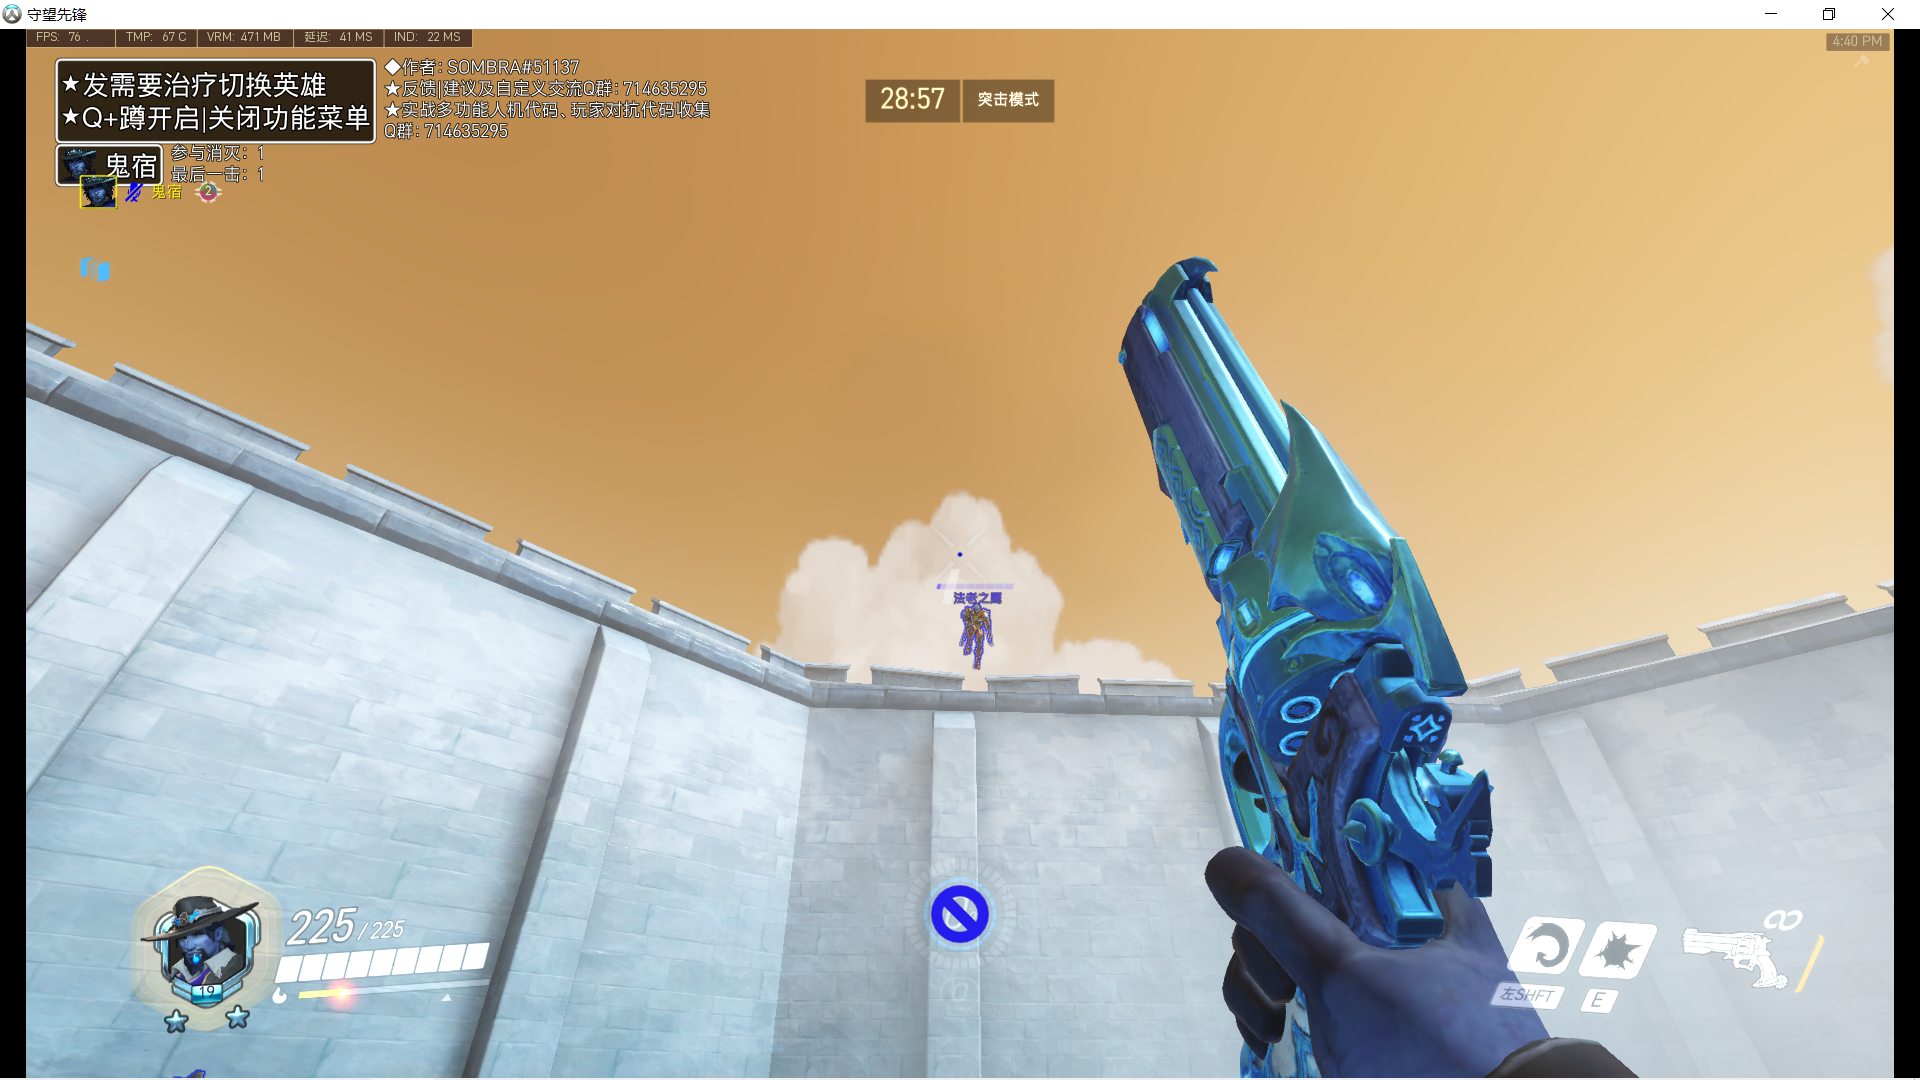 守望先锋
FPS: 76 .
TMP: 67 C
VRM: 471 MB
延迟: 41 MS
IND: 22 MS
4:40 PM
★发需要治疗切换英雄
★Q+蹲开启|关闭功能菜单
◆作者: SOMBRA#51137
★反馈|建议及自定义交流Q群: 714635295
★实战多功能人机代码、玩家对抗代码收集
Q群: 714635295
28:57
突击模式
鬼宿
参与消灭: 1
最后一击: 1
鬼宿
2
法老之鹰
225/225
19
Q
左SHFT
E